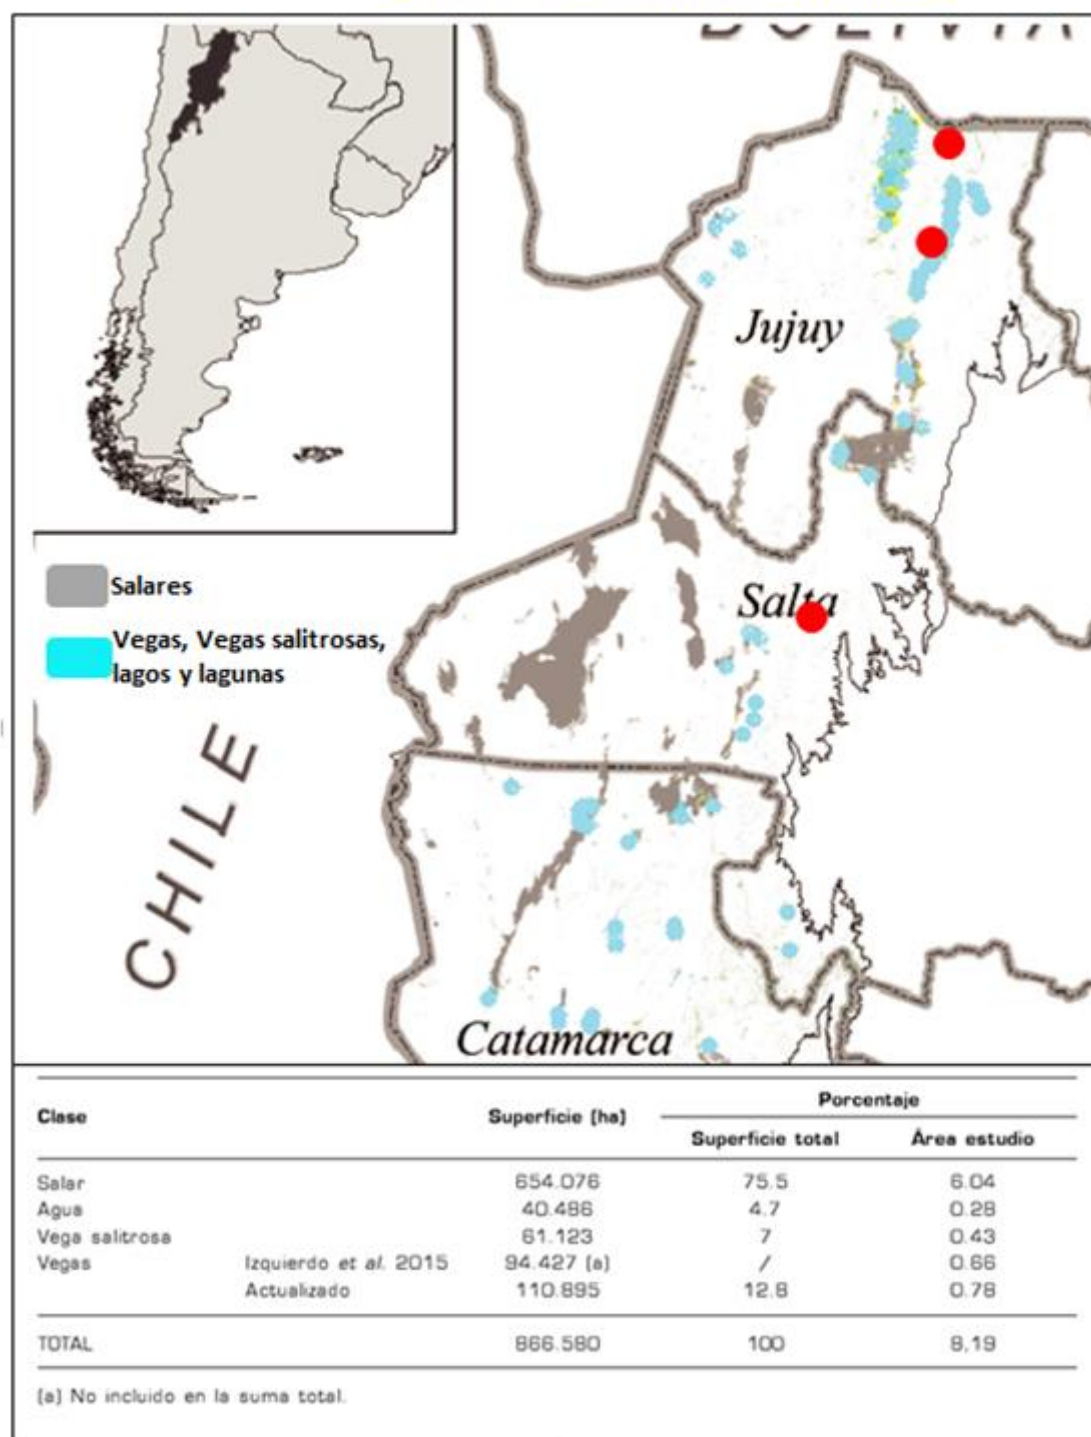 BOLIVIA
Jujuy
Salares
Salta
Vegas, Vegas salitrosas,
lagos y lagunas
CHILE
Catamarca
Clase Superficie (ha) Porcentaje
Superficie total Área estudio
Salar 654.076 75.5 6.04
Agua 40.486 4.7 0.28
Vega salitrosa 61.123 7 0.43
Vegas Izquierdo et al. 2015 94.427 (a) / 0.66
Actualizado 110.895 12.8 0.78
TOTAL 866.580 100 8,19
(a) No incluido en la suma total.